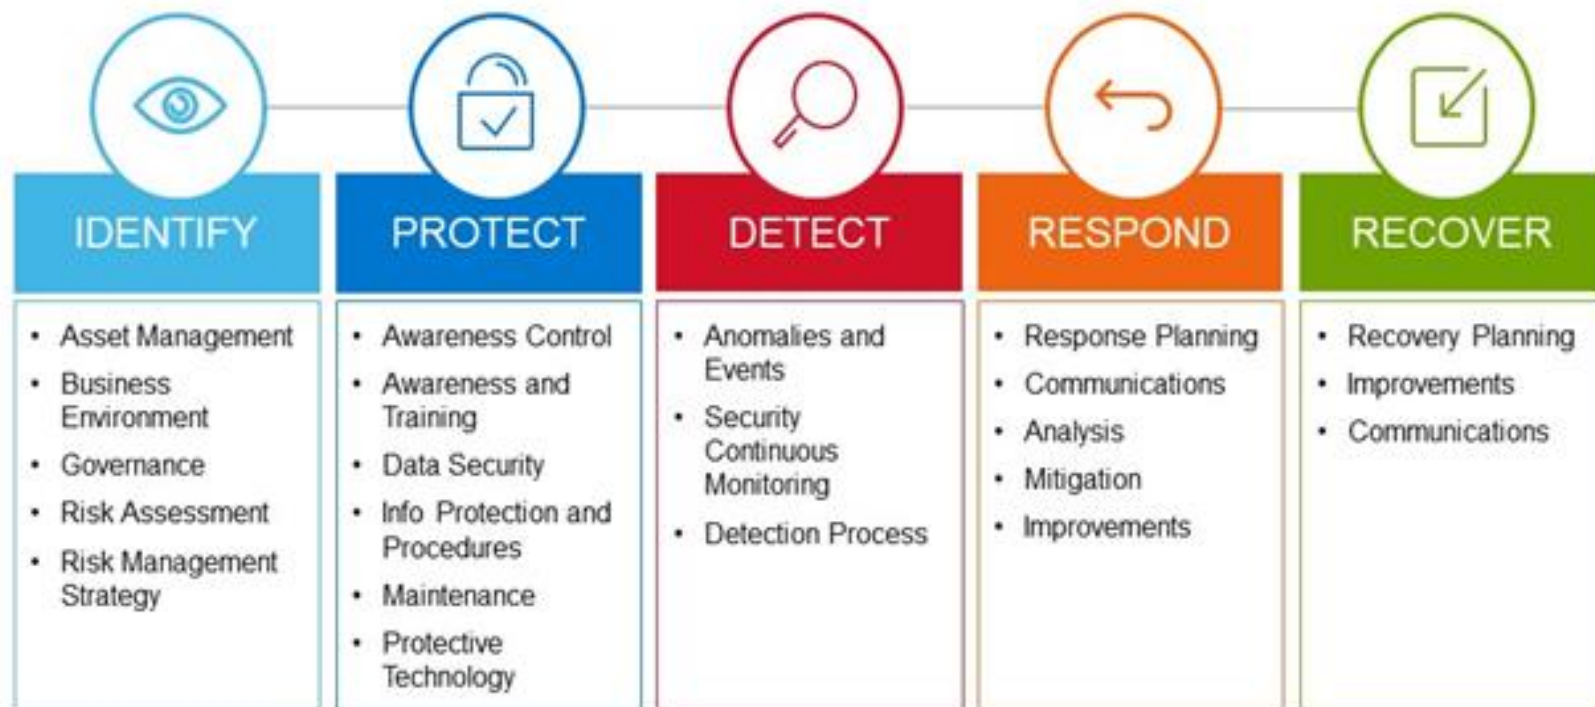 IDENTIFY
Asset Management
Business
Environment
Governance
Risk Assessment
Risk Management
Strategy
PROTECT
Awareness Control
Awareness and
Training
Data Security
Info Protection and
Procedures
Maintenance
Protective
Technology
DETECT
Anomalies and
Events
Security
Continuous
Monitoring
Detection Process
RESPOND
Response Planning
Communications
Analysis
Mitigation
Improvements
RECOVER
Recovery Planning
Improvements
Communications